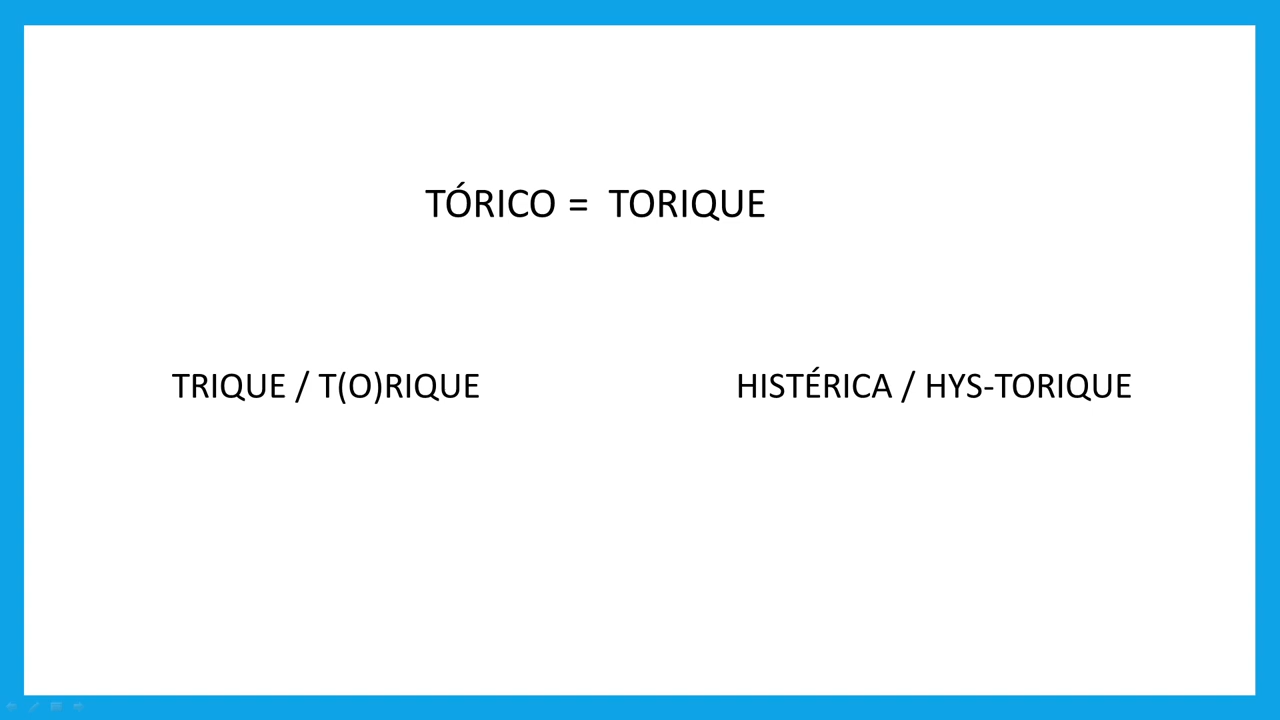 TÓRICO = TORIQUE
TRIQUE / T(O)RIQUE
HISTÉRICA / HYS-TORIQUE